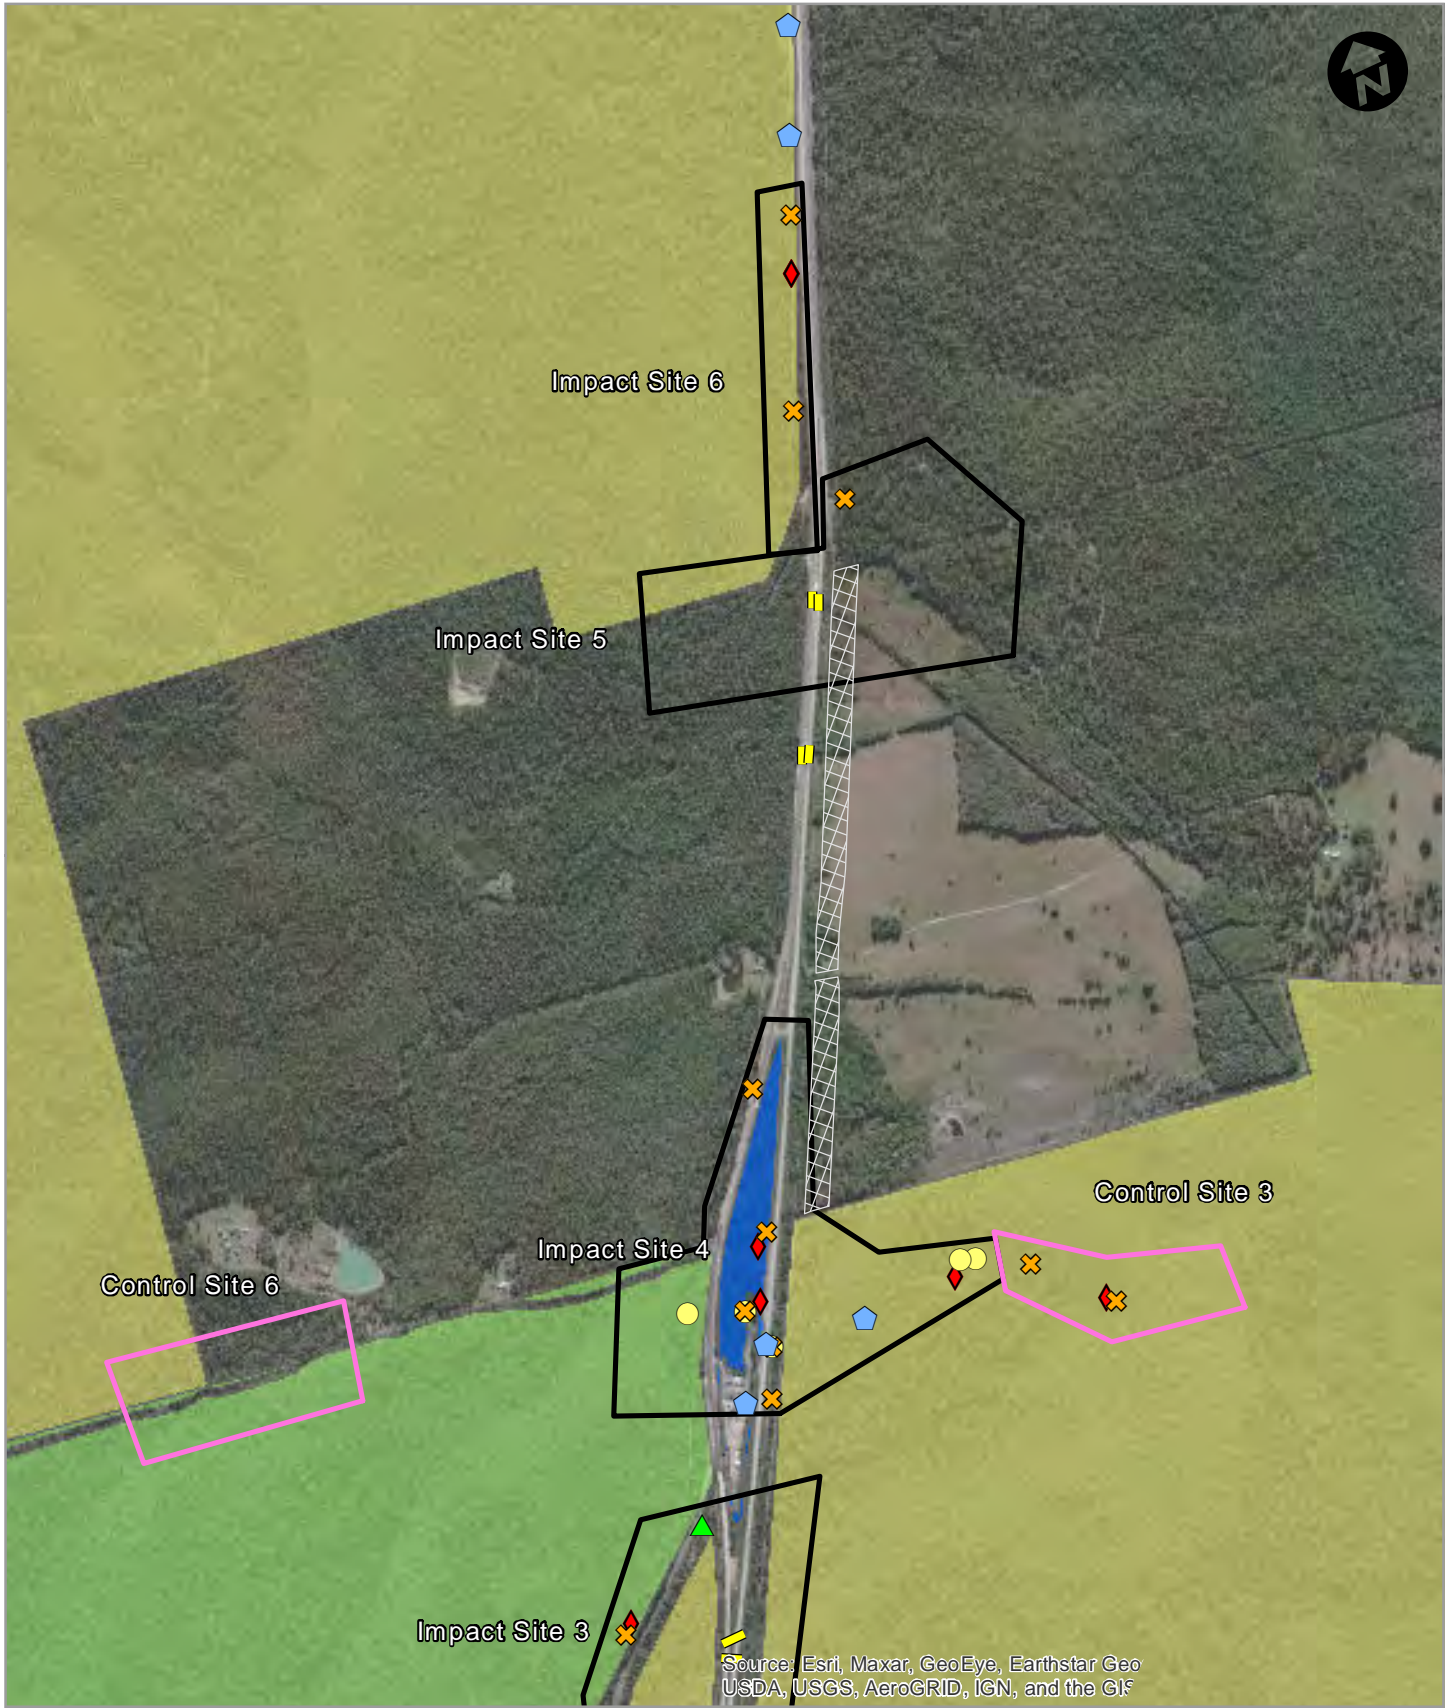 N
Impact Site 6
Impact Site 5
Control Site 3
Impact Site 4
Control Site 6
Impact Site 3
Source: Esri, Maxar, GeoEye, Earthstar Geo
USDA, USGS, AeroGRID, IGN, and the GIS